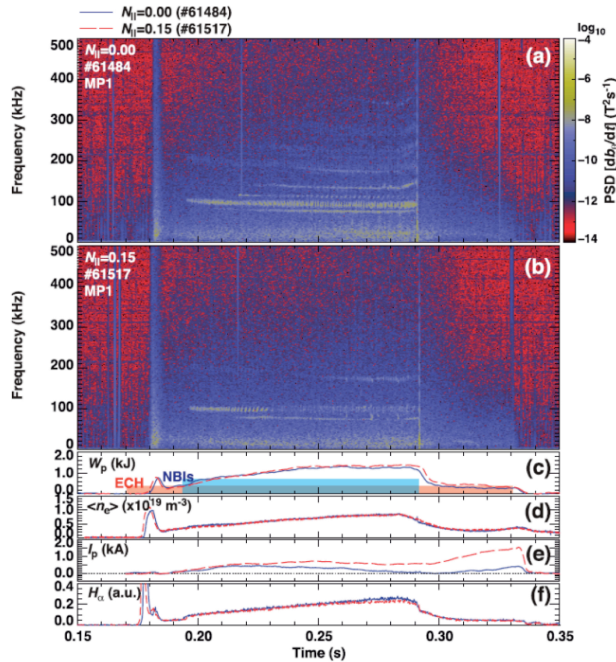 N||=0.00 (#61484)
N||=0.15 (#61517)
log10
N||=0.00
#61484
MP1
(a)
500
400
300
200
100
0
Frequency (kHz)
-4
-6
-8
-10
-12
-14
PSD [dbθ/dt] (T²s⁻¹)
N||=0.15
#61517
MP1
(b)
500
400
300
200
100
0
Frequency (kHz)
2.0
1.0
0.0
Wp (kJ)
ECH
NBIs
(c)
1.5
1.0
0.5
0.0
<ne> (x10¹⁹ m⁻³)
(d)
2.0
1.0
0.0
Ip (kA)
(e)
0.4
0.2
0.0
Hα (a.u.)
(f)
0.15
0.20
0.25
0.30
0.35
Time (s)